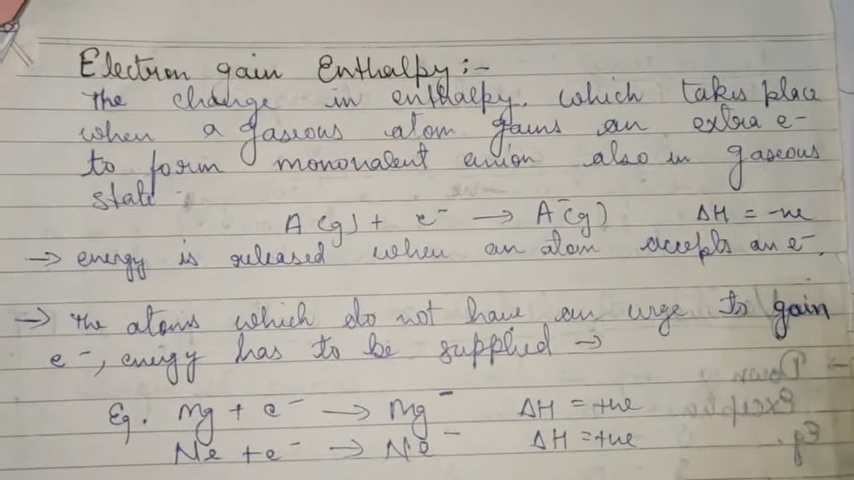 Electron gain Enthalpy :-
The change in enthalpy. which takes place
when a gaseous atom gains an extra e-
to form monovalent anion also in gaseous
state
A(g) + e⁻ → A⁻(g) ΔH = -ve
→ energy is released when an atom accepts an e⁻.
→ The atoms which do not have an urge to gain
e⁻, energy has to be supplied →
Eg. Mg + e⁻ → Mg⁻ ΔH = +ve
Ne + e⁻ → Ne⁻ ΔH = +ve